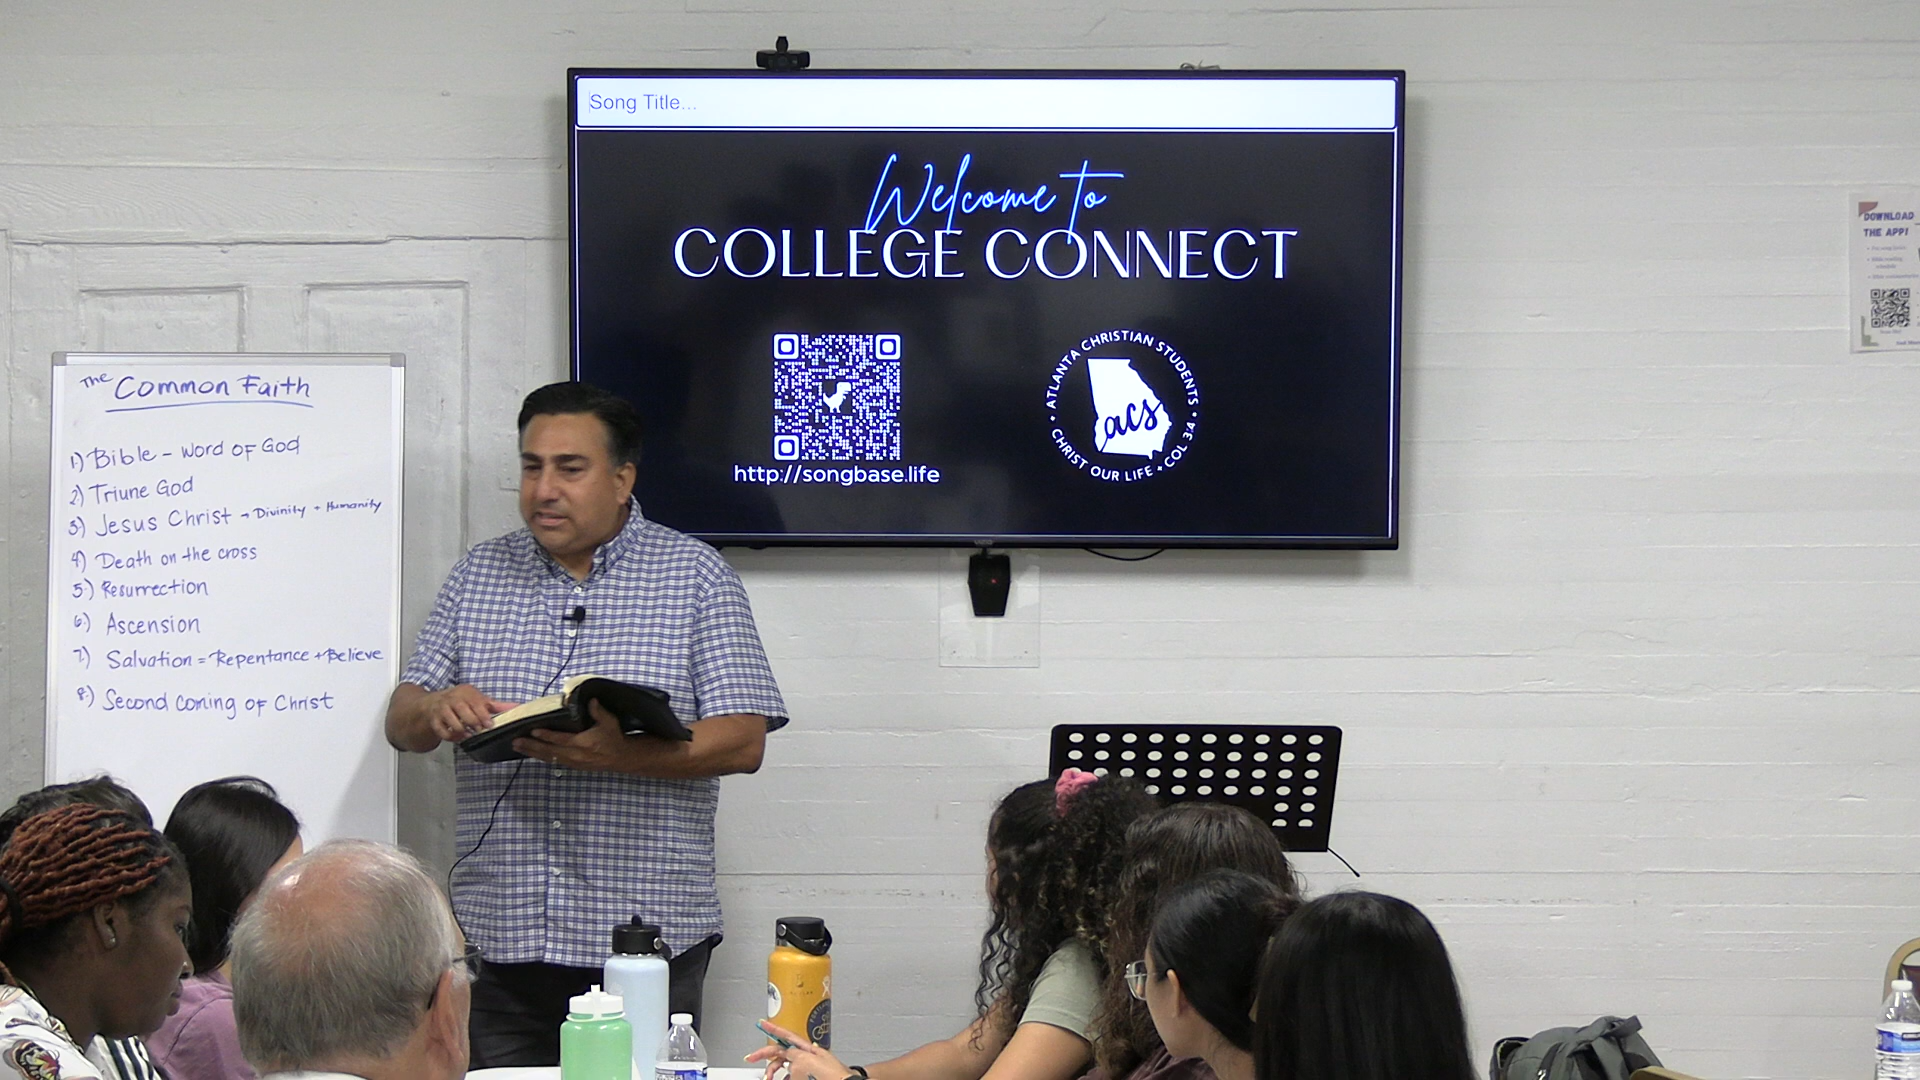 Song Title...
Welcome to
COLLEGE CONNECT
http://songbase.life
ATLANTA CHRISTIAN STUDENTS
CHRIST OUR LIFE • COL 3:4
acs
The Common Faith
1) Bible - Word of God
2) Triune God
3) Jesus Christ → Divinity + Humanity
4) Death on the cross
5.) Resurrection
6.) Ascension
7.) Salvation = Repentance + Believe
8.) Second Coming of Christ
DOWNLOAD
THE APP!